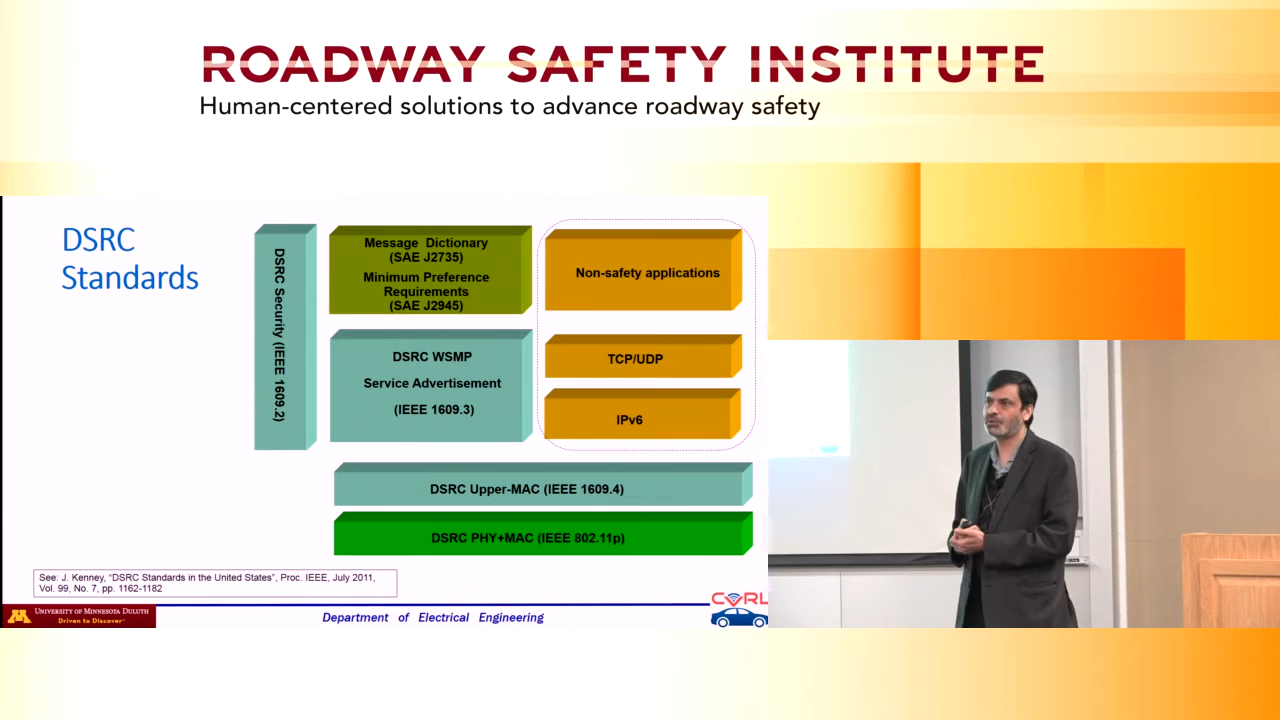 ROADWAY SAFETY INSTITUTE
Human-centered solutions to advance roadway safety
DSRC
Standards
DSRC Security (IEEE 1609.2)
Message Dictionary
(SAE J2735)
Minimum Preference
Requirements
(SAE J2945)
Non-safety applications
DSRC WSMP
Service Advertisement
(IEEE 1609.3)
TCP/UDP
IPv6
DSRC Upper-MAC (IEEE 1609.4)
DSRC PHY+MAC (IEEE 802.11p)
See: J. Kenney, "DSRC Standards in the United States", Proc. IEEE, July 2011,
Vol. 99, No. 7, pp. 1162-1182
UNIVERSITY OF MINNESOTA DULUTH
Driven to Discover™
Department of Electrical Engineering